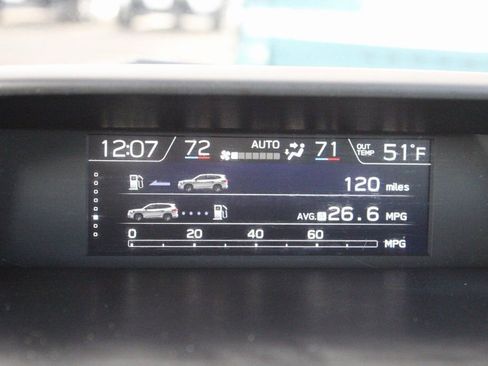 12:07 72 AUTO 71 OUT TEMP 51°F
120 miles
AVG. 26.6 MPG
0 20 40 60 MPG